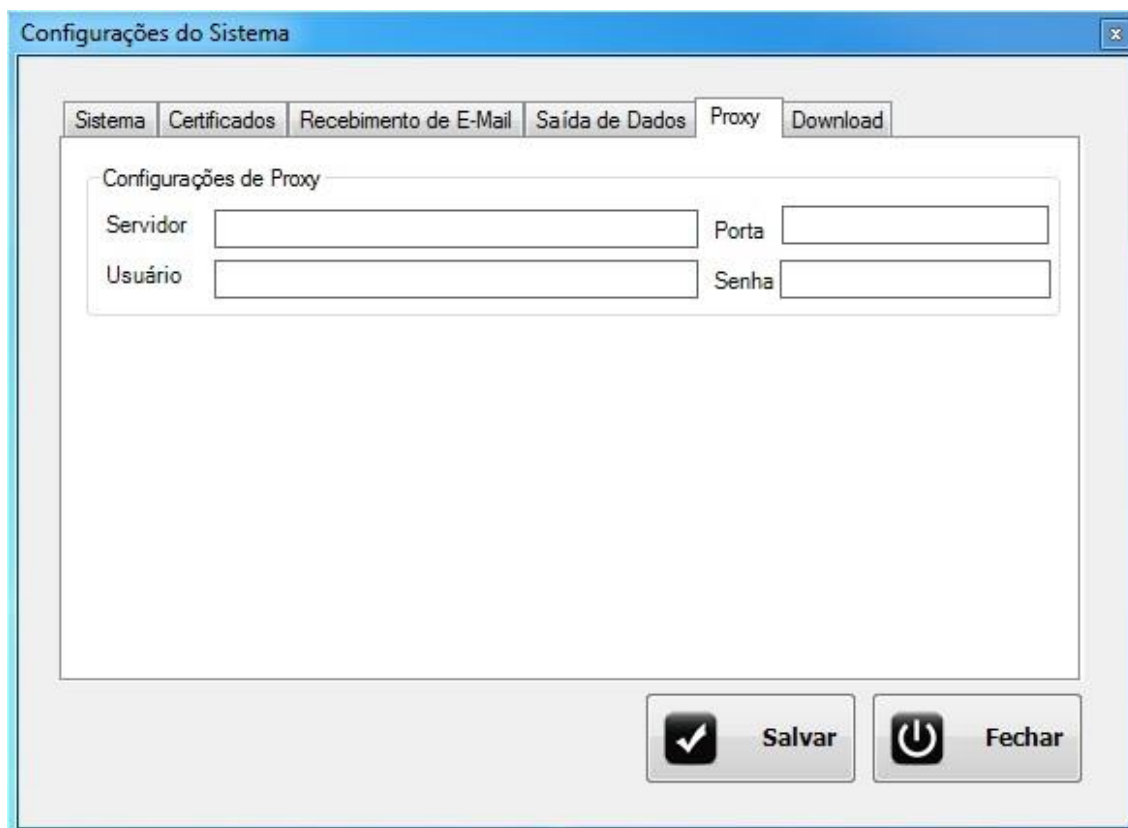 Configurações do Sistema
Sistema Certificados Recebimento de E-Mail Saída de Dados Proxy Download
Configurações de Proxy
Servidor Porta
Usuário Senha
Salvar Fechar